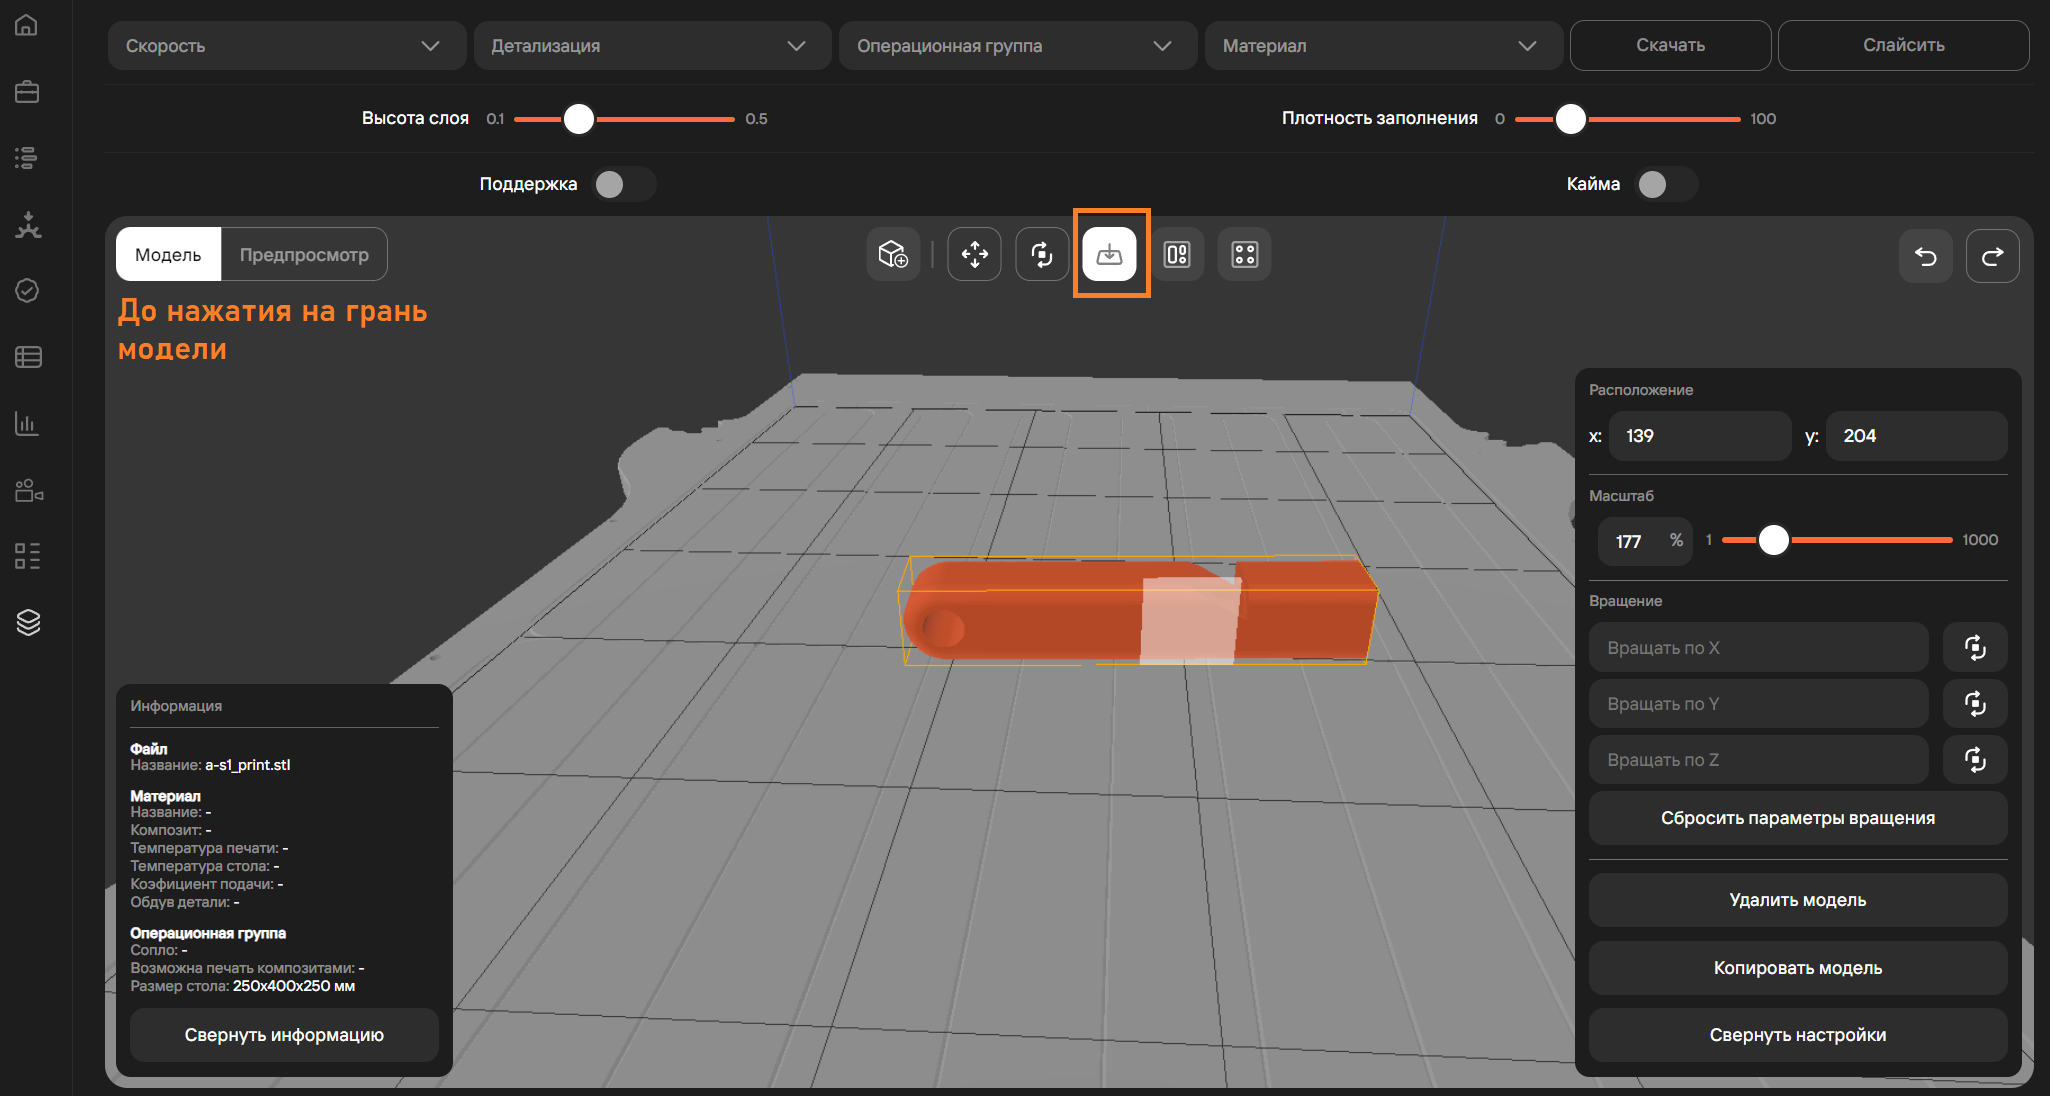 Скорость
Детализация
Операционная группа
Материал
Скачать
Слайсить
Высота слоя 0.1 0.5
Плотность заполнения 0 100
Поддержка
Кайма
Модель
Предпросмотр
До нажатия на грань
модели
Расположение
x: 139 y: 204
Масштаб
177 % 1 1000
Вращение
Вращать по X
Вращать по Y
Вращать по Z
Сбросить параметры вращения
Удалить модель
Копировать модель
Свернуть настройки
Информация
Файл
Название: a-s1_print.stl
Материал
Название: -
Композит: -
Температура печати: -
Температура стола: -
Коэфициент подачи: -
Обдув детали: -
Операционная группа
Сопло: -
Возможна печать композитами: -
Размер стола: 250x400x250 мм
Свернуть информацию